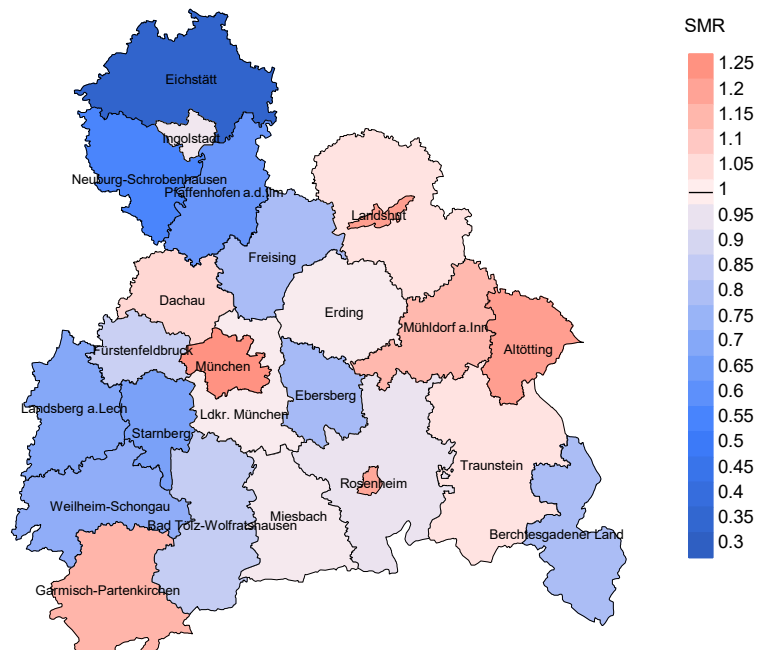 SMR
1.25
1.2
1.15
1.1
1.05
1
0.95
0.9
0.85
0.8
0.75
0.7
0.65
0.6
0.55
0.5
0.45
0.4
0.35
0.3
Eichstätt
Ingolstadt
Neuburg-Schrobenhausen
Pfaffenhofen a.d.Ilm
Landshut
Freising
Dachau
Erding
Mühldorf a.Inn
Altötting
Fürstenfeldbruck
München
Ebersberg
Landsberg a.Lech
Ldkr. München
Starnberg
Traunstein
Rosenheim
Weilheim-Schongau
Miesbach
Bad Tölz-Wolfratshausen
Berchtesgadener Land
Garmisch-Partenkirchen